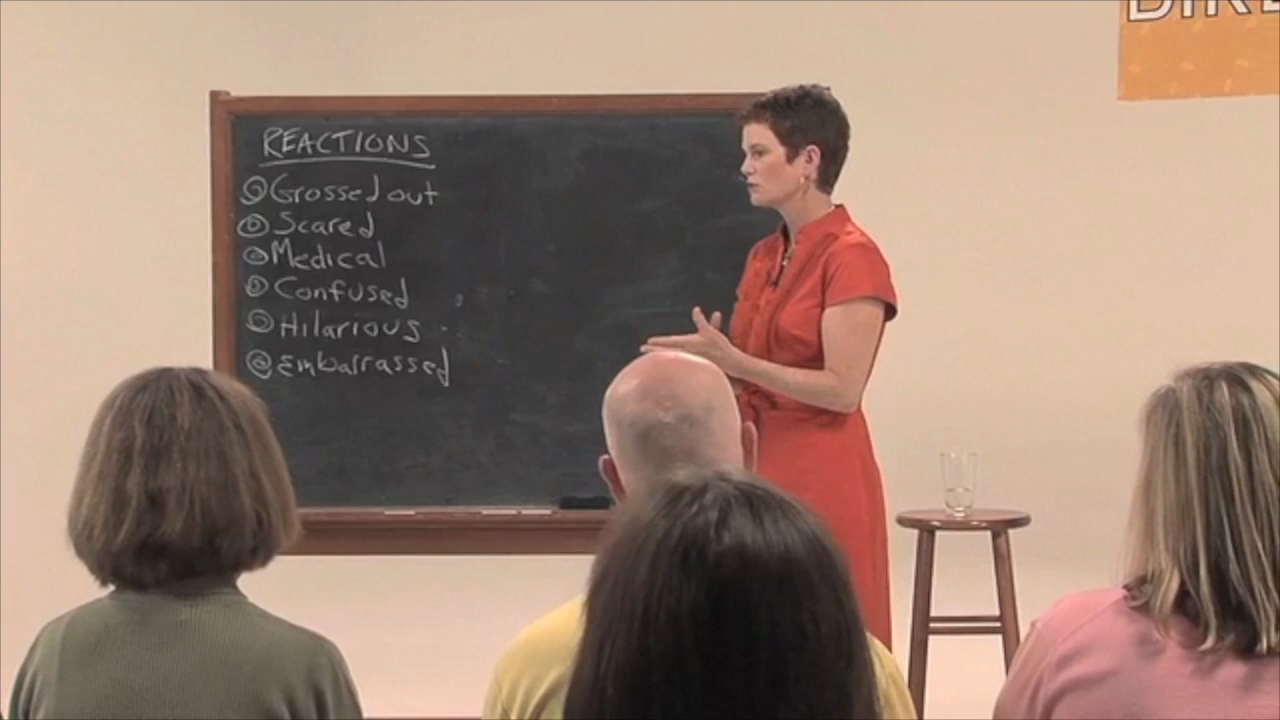 REACTIONS
Grossed out
Scared
Medical
Confused
Hilarious
Embarrassed